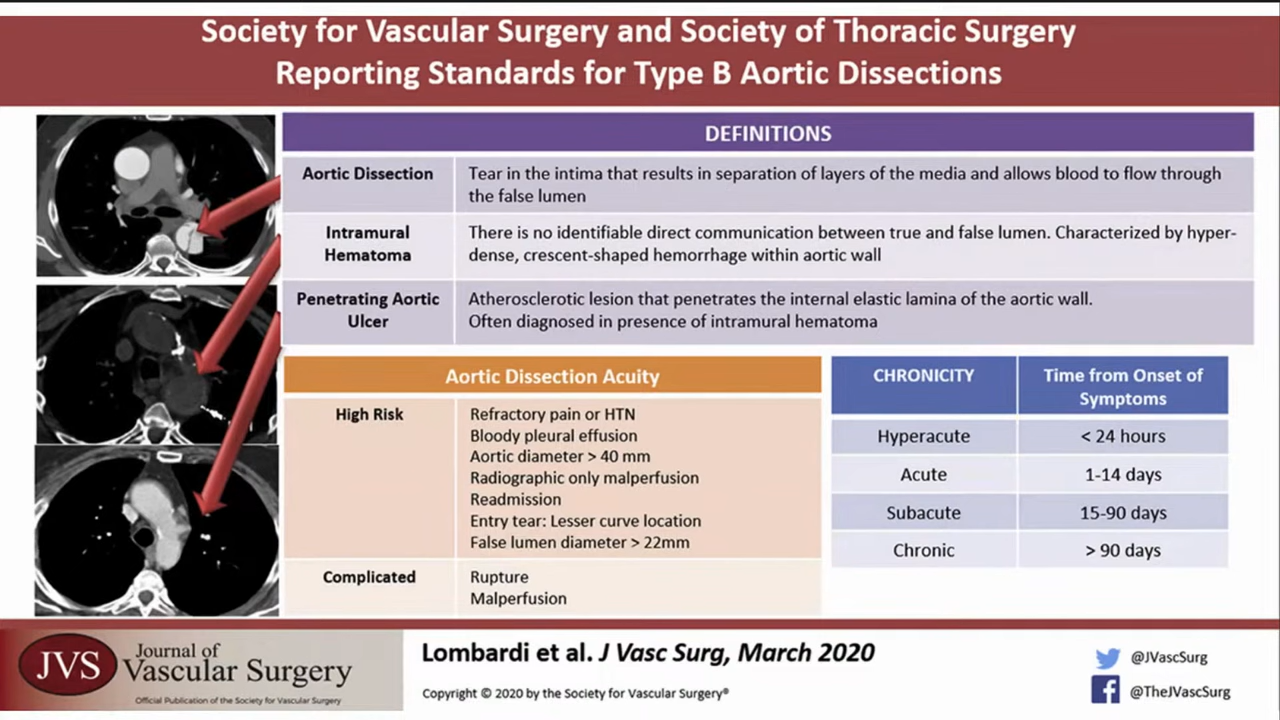 Society for Vascular Surgery and Society of Thoracic Surgery
Reporting Standards for Type B Aortic Dissections
DEFINITIONS
Aortic Dissection
Tear in the intima that results in separation of layers of the media and allows blood to flow through
the false lumen
Intramural
Hematoma
There is no identifiable direct communication between true and false lumen. Characterized by hyper-
dense, crescent-shaped hemorrhage within aortic wall
Penetrating Aortic
Ulcer
Atherosclerotic lesion that penetrates the internal elastic lamina of the aortic wall.
Often diagnosed in presence of intramural hematoma
Aortic Dissection Acuity
High Risk
Refractory pain or HTN
Bloody pleural effusion
Aortic diameter > 40 mm
Radiographic only malperfusion
Readmission
Entry tear: Lesser curve location
False lumen diameter > 22mm
Complicated
Rupture
Malperfusion
CHRONICITY
Time from Onset of
Symptoms
Hyperacute
< 24 hours
Acute
1-14 days
Subacute
15-90 days
Chronic
> 90 days
JVS
Journal of
Vascular Surgery
Official Publication of the Society for Vascular Surgery
Lombardi et al. J Vasc Surg, March 2020
Copyright © 2020 by the Society for Vascular Surgery®
@JVascSurg
@TheJVascSurg